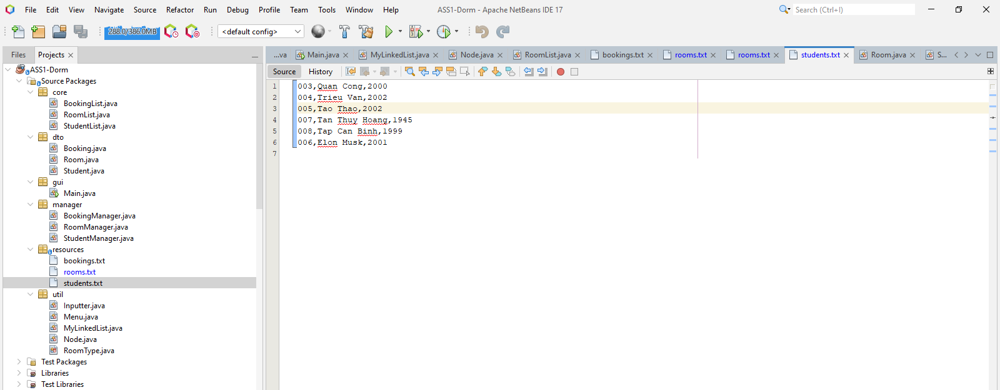 File Edit View Navigate Source Refactor Run Debug Profile Team Tools Window Help ASS1-Dorm - Apache NetBeans IDE 17 Search (Ctrl+I)
288.0/386.0MB <default config>
Files Projects
...va Main.java MyLinkedList.java Node.java RoomList.java bookings.txt rooms.txt rooms.txt students.txt Room.java S...
Source History
ASS1-Dorm
Source Packages
core
BookingList.java
RoomList.java
StudentList.java
dto
Booking.java
Room.java
Student.java
gui
Main.java
manager
BookingManager.java
RoomManager.java
StudentManager.java
resources
bookings.txt
rooms.txt
students.txt
util
Inputter.java
Menu.java
MyLinkedList.java
Node.java
RoomType.java
Test Packages
Libraries
Test Libraries
1 003,Quan Cong,2000
2 004,Trieu Van,2002
3 005,Tao Thao,2002
4 007,Tan Thuy Hoang,1945
5 008,Tap Can Binh,1999
6 006,Elon Musk,2001
7